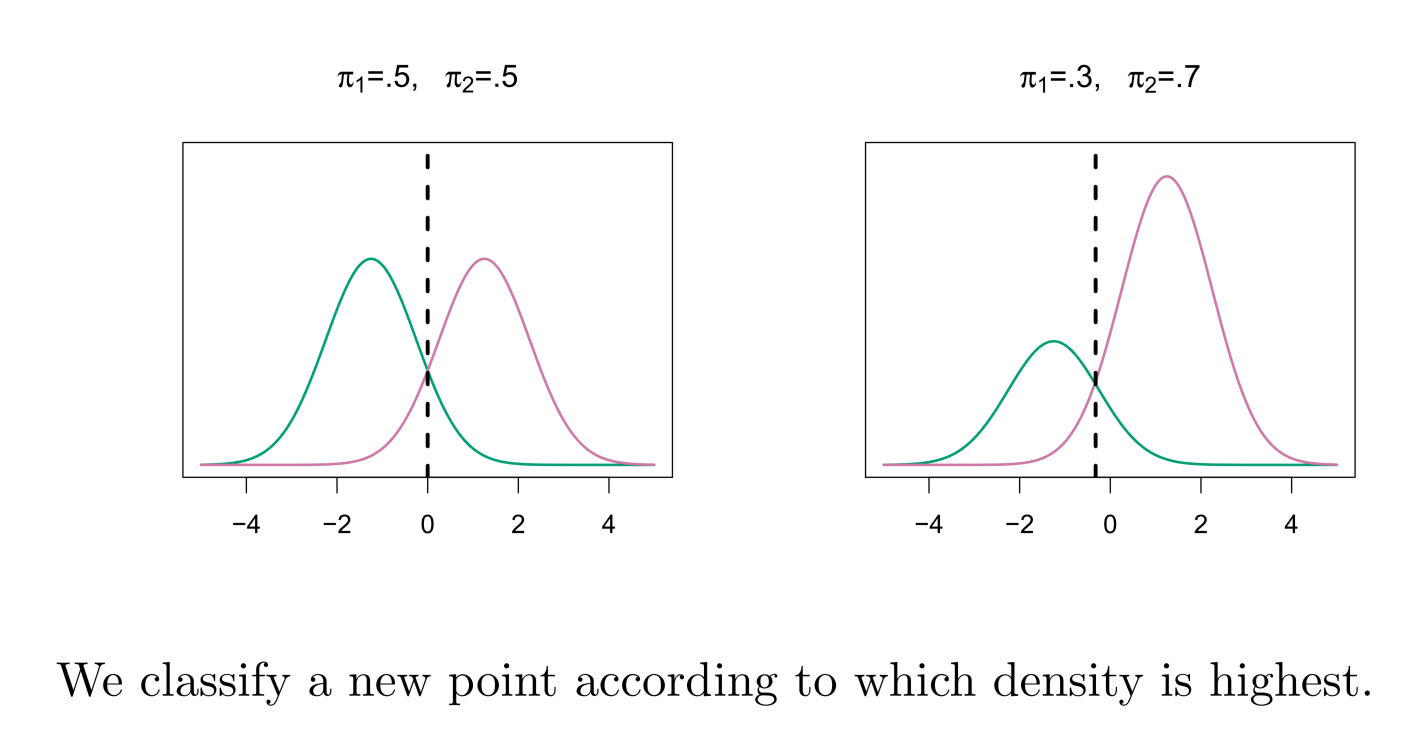 π₁=.5, π₂=.5
π₁=.3, π₂=.7
−4 −2 0 2 4
−4 −2 0 2 4
We classify a new point according to which density is highest.